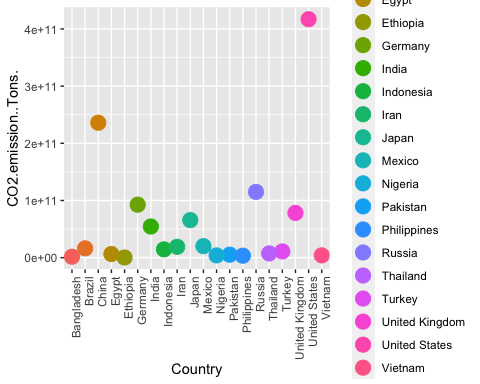 CO2.emission..Tons.
4e+11
3e+11
2e+11
1e+11
0e+00
Bangladesh
Brazil
China
Egypt
Ethiopia
Germany
India
Indonesia
Iran
Japan
Mexico
Nigeria
Pakistan
Philippines
Russia
Thailand
Turkey
United Kingdom
United States
Vietnam
Country
Egypt
Ethiopia
Germany
India
Indonesia
Iran
Japan
Mexico
Nigeria
Pakistan
Philippines
Russia
Thailand
Turkey
United Kingdom
United States
Vietnam